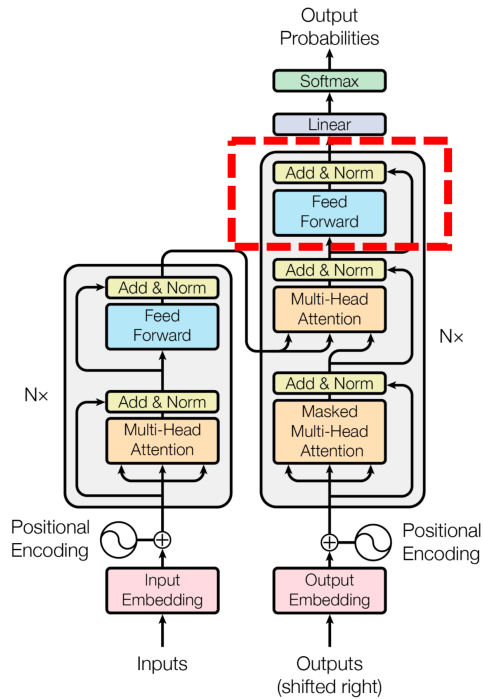 Output
Probabilities
Softmax
Linear
Add & Norm
Feed
Forward
Add & Norm
Multi-Head
Attention
Add & Norm
Masked
Multi-Head
Attention
Nx
Add & Norm
Feed
Forward
Add & Norm
Multi-Head
Attention
Nx
Positional
Encoding
Positional
Encoding
Input
Embedding
Output
Embedding
Inputs
Outputs
(shifted right)